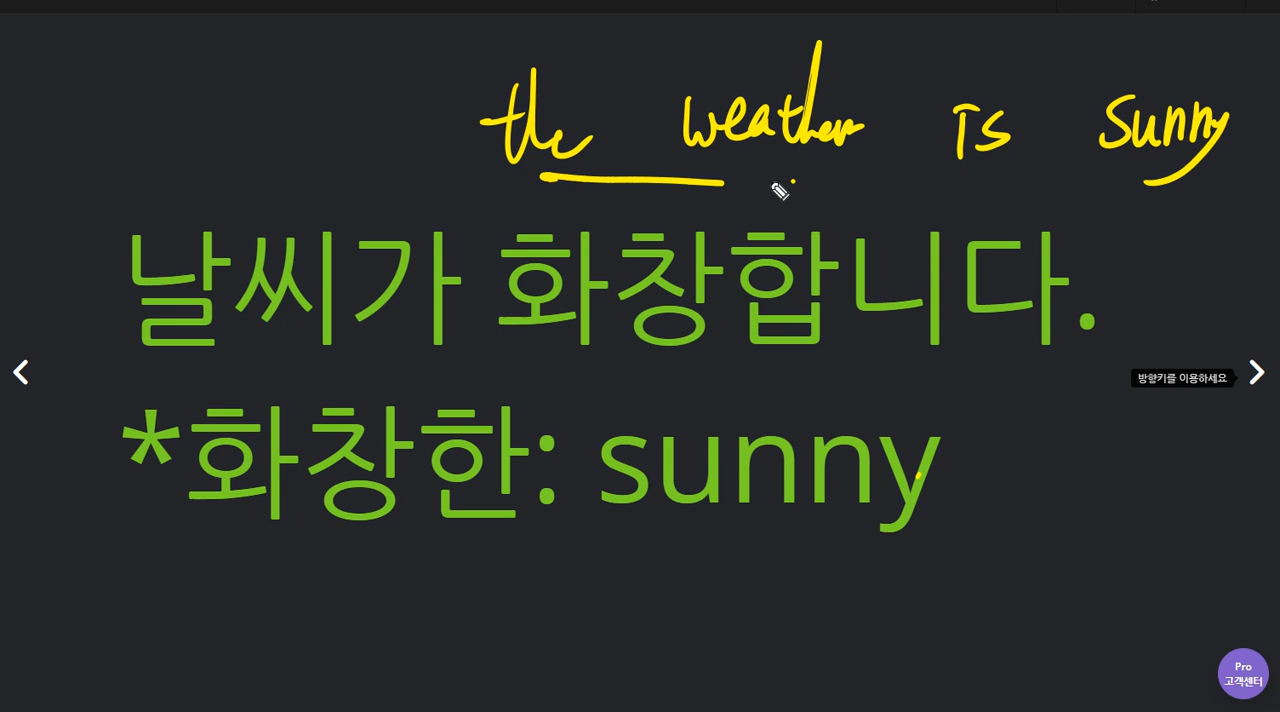 the weather is sunny
날씨가 화창합니다.
방향키를 이용하세요
*화창한: sunny
Pro
고객센터